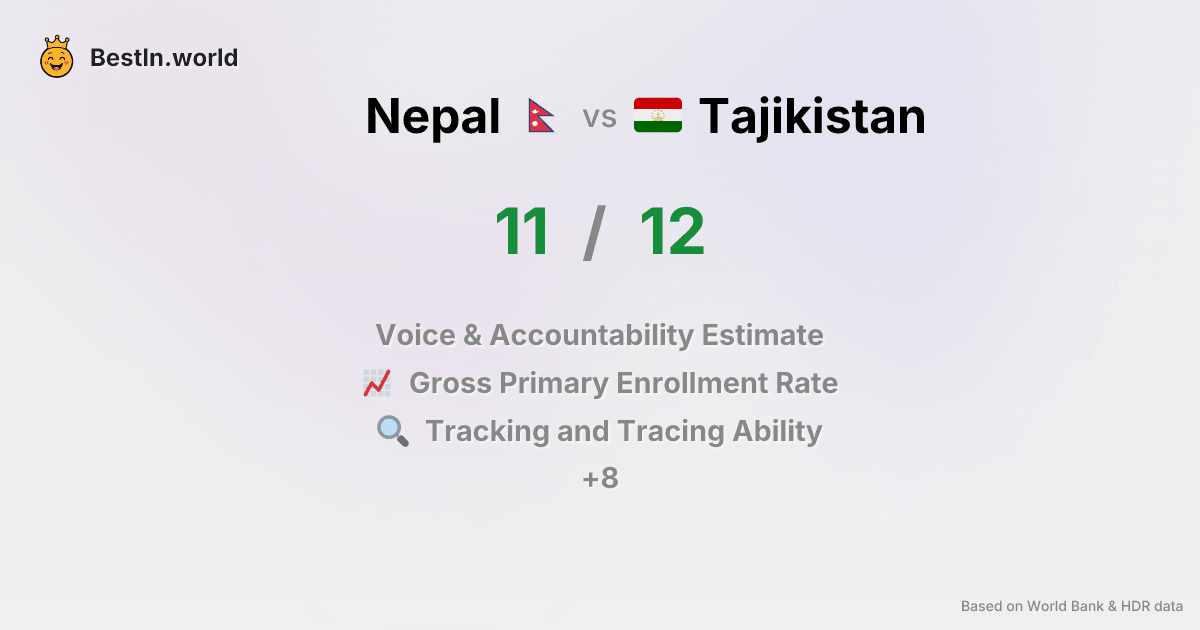 BestIn.world
Nepal vs Tajikistan
11 / 12
Voice & Accountability Estimate
Gross Primary Enrollment Rate
Tracking and Tracing Ability
+8
Based on World Bank & HDR data